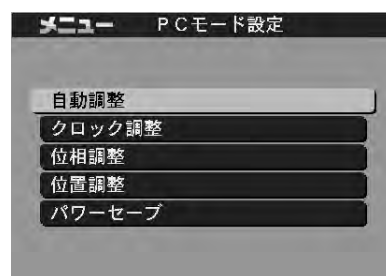 メニュー　PCモード設定
自動調整
クロック調整
位相調整
位置調整
パワーセーブ